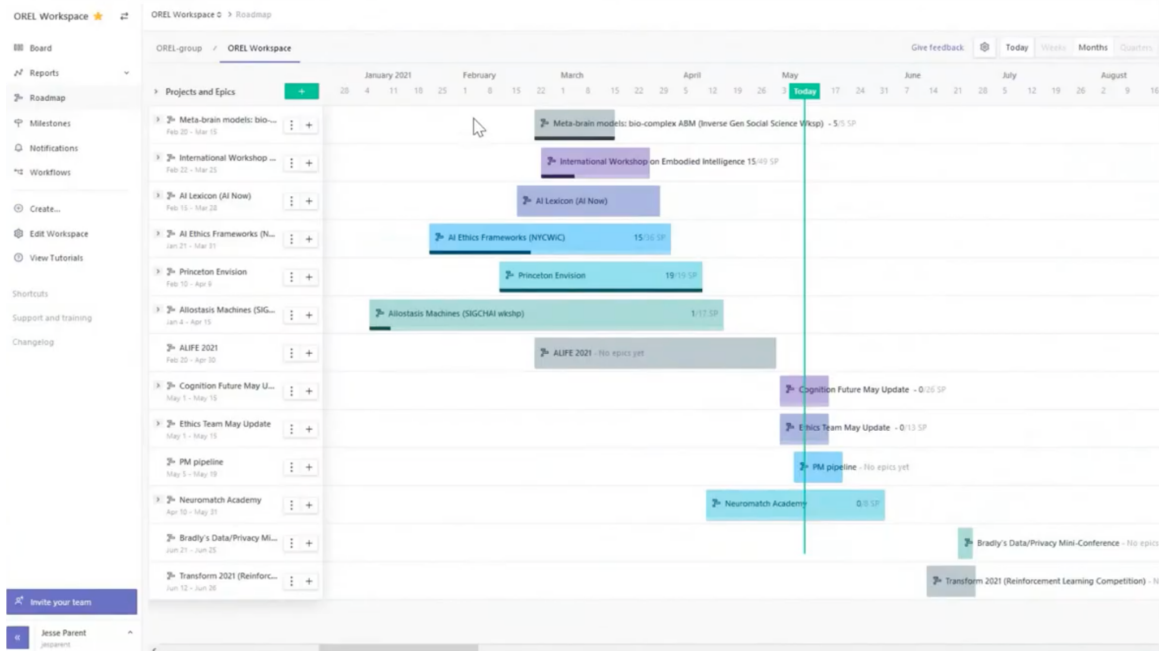 OREL Workspace
Board
Reports
Roadmap
Milestones
Notifications
Workflows
Create...
Edit Workspace
View Tutorials
Shortcuts
Support and training
Changelog
Invite your team
Jesse Parent
jesparent
OREL Workspace > Roadmap
OREL-group / OREL Workspace
Give feedback Today Weeks Months Quarters
January 2021 February March April May June July August
28 4 11 18 25 1 8 15 22 1 8 15 22 29 5 12 19 26 3 Today 17 24 31 7 14 21 28 5 12 19 26 2 9 16
Projects and Epics +
Meta-brain models: bio-...
Feb 20 - Mar 15
Meta-brain models: bio-complex ABM (Inverse Gen Social Science Wksp) - 5/5 SP
International Workshop ...
Feb 22 - Mar 25
International Workshop on Embodied Intelligence 15/49 SP
AI Lexicon (AI Now)
Feb 15 - Mar 28
AI Lexicon (AI Now)
AI Ethics Frameworks (N...
Jan 21 - Mar 31
AI Ethics Frameworks (NYCWiC) 15/36 SP
Princeton Envision
Feb 10 - Apr 9
Princeton Envision 19/19 SP
Allostasis Machines (SIG...
Jan 4 - Apr 15
Allostasis Machines (SIGCHAI wkshp) 1/17 SP
ALIFE 2021
Feb 20 - Apr 30
ALIFE 2021 - No epics yet
Cognition Future May U...
May 1 - May 15
Cognition Future May Update - 0/26 SP
Ethics Team May Update
May 1 - May 15
Ethics Team May Update - 0/13 SP
PM pipeline
May 5 - May 19
PM pipeline - No epics yet
Neuromatch Academy
Apr 10 - May 31
Neuromatch Academy 0/8 SP
Bradly's Data/Privacy Mi...
Jun 21 - Jun 25
Bradly's Data/Privacy Mini-Conference - No epics
Transform 2021 (Reinforc...
Jun 12 - Jun 26
Transform 2021 (Reinforcement Learning Competition) - N